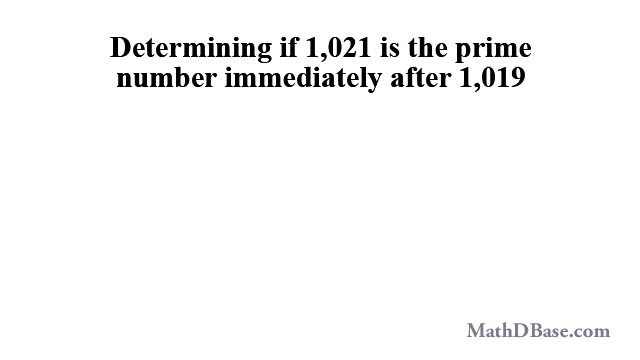 Determining if 1,021 is the prime
number immediately after 1,019
MathDBase.com